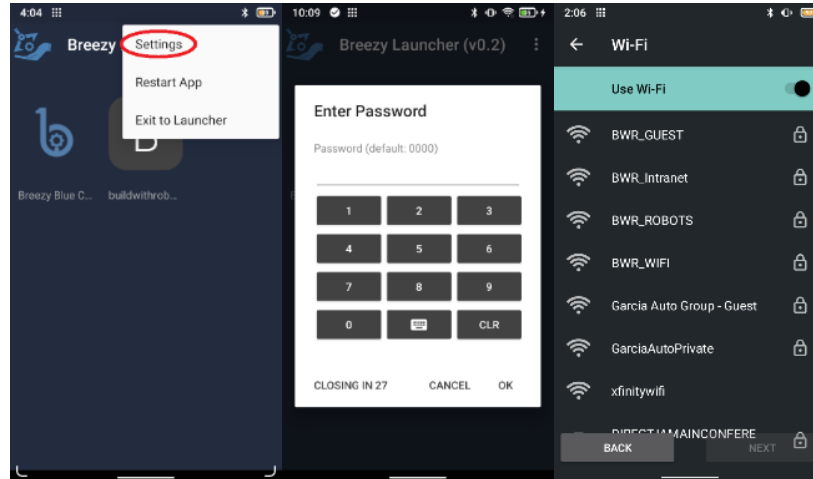 4:04
Breezy
Settings
Restart App
Exit to Launcher
B
Breezy Blue C...
buildwithrob...
10:09
Breezy Launcher (v0.2)
Enter Password
Password (default: 0000)
1 2 3
4 5 6
7 8 9
0 CLR
CLOSING IN 27 CANCEL OK
2:06
Wi-Fi
Use Wi-Fi
BWR_GUEST
BWR_Intranet
BWR_ROBOTS
BWR_WIFI
Garcia Auto Group - Guest
GarciaAutoPrivate
xfinitywifi
BACK NEXT